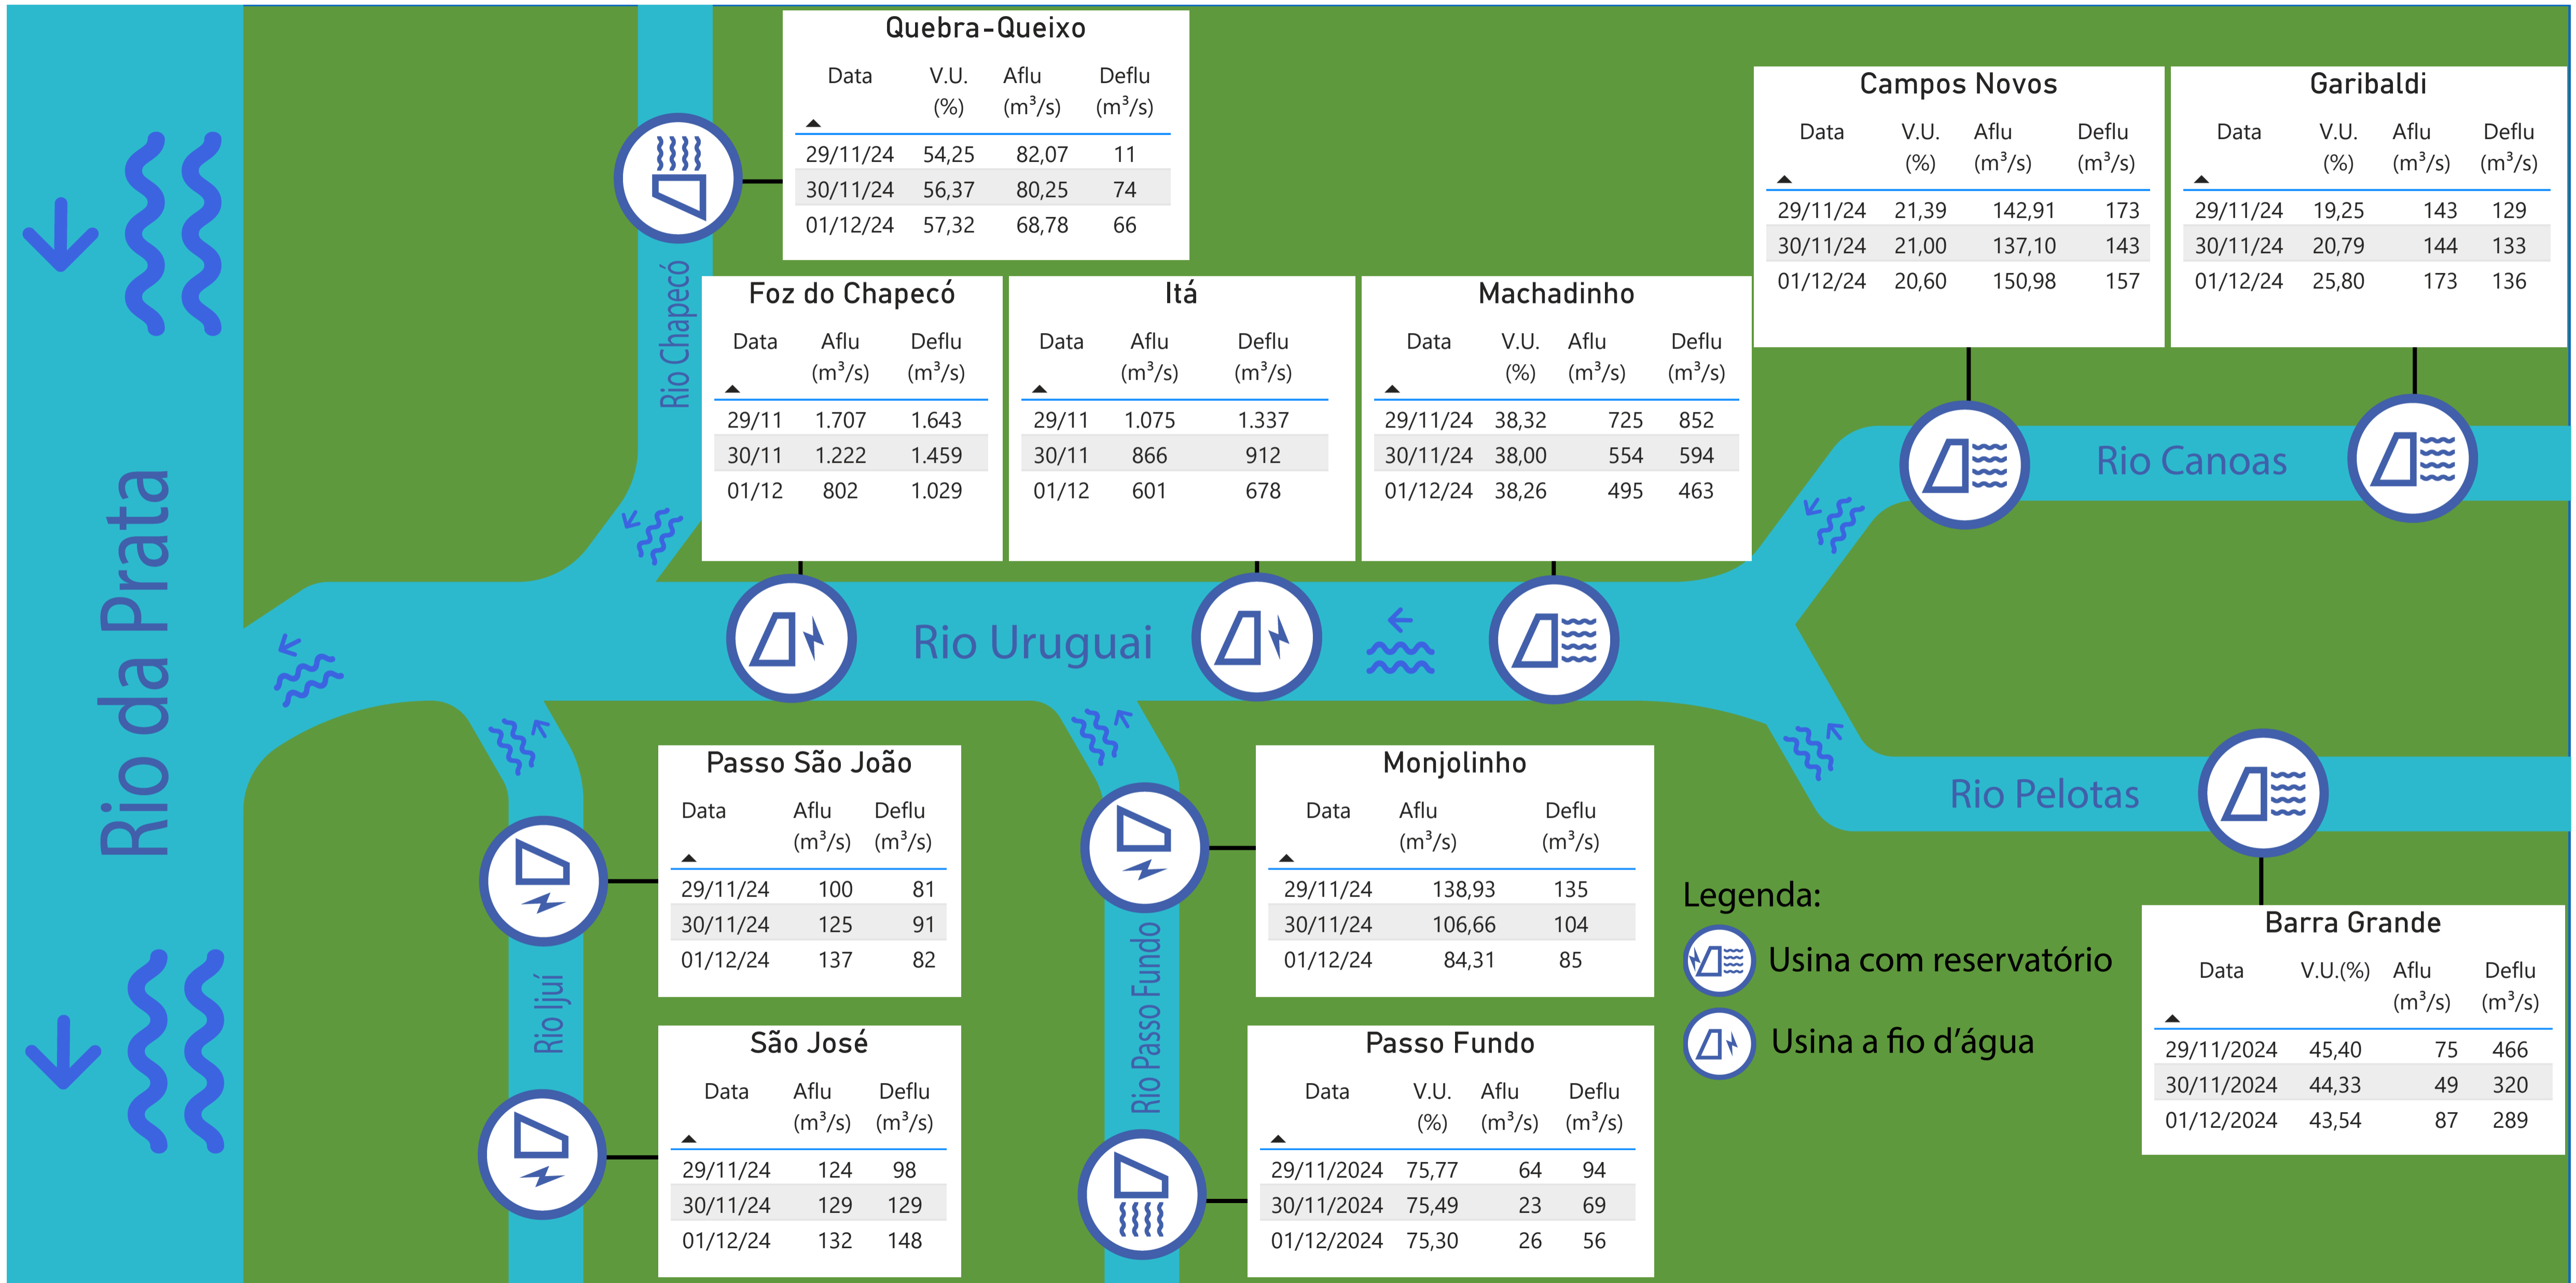 Quebra-Queixo
Data V.U. (%) Aflu (m³/s) Deflu (m³/s)
29/11/24 54,25 82,07 11
30/11/24 56,37 80,25 74
01/12/24 57,32 68,78 66
Campos Novos
Data V.U. (%) Aflu (m³/s) Deflu (m³/s)
29/11/24 21,39 142,91 173
30/11/24 21,00 137,10 143
01/12/24 20,60 150,98 157
Garibaldi
Data V.U. (%) Aflu (m³/s) Deflu (m³/s)
29/11/24 19,25 143 129
30/11/24 20,79 144 133
01/12/24 25,80 173 136
Rio Chapecó
Foz do Chapecó
Data Aflu (m³/s) Deflu (m³/s)
29/11 1.707 1.643
30/11 1.222 1.459
01/12 802 1.029
Itá
Data Aflu (m³/s) Deflu (m³/s)
29/11 1.075 1.337
30/11 866 912
01/12 601 678
Machadinho
Data V.U. (%) Aflu (m³/s) Deflu (m³/s)
29/11/24 38,32 725 852
30/11/24 38,00 554 594
01/12/24 38,26 495 463
Rio Canoas
Rio da Prata
Rio Uruguai
Rio Pelotas
Passo São João
Data Aflu (m³/s) Deflu (m³/s)
29/11/24 100 81
30/11/24 125 91
01/12/24 137 82
Monjolinho
Data Aflu (m³/s) Deflu (m³/s)
29/11/24 138,93 135
30/11/24 106,66 104
01/12/24 84,31 85
Legenda:
Usina com reservatório
Usina a fio d’água
Barra Grande
Data V.U.(%) Aflu (m³/s) Deflu (m³/s)
29/11/2024 45,40 75 466
30/11/2024 44,33 49 320
01/12/2024 43,54 87 289
Rio Ijuí
Rio Passo Fundo
São José
Data Aflu (m³/s) Deflu (m³/s)
29/11/24 124 98
30/11/24 129 129
01/12/24 132 148
Passo Fundo
Data V.U. (%) Aflu (m³/s) Deflu (m³/s)
29/11/2024 75,77 64 94
30/11/2024 75,49 23 69
01/12/2024 75,30 26 56